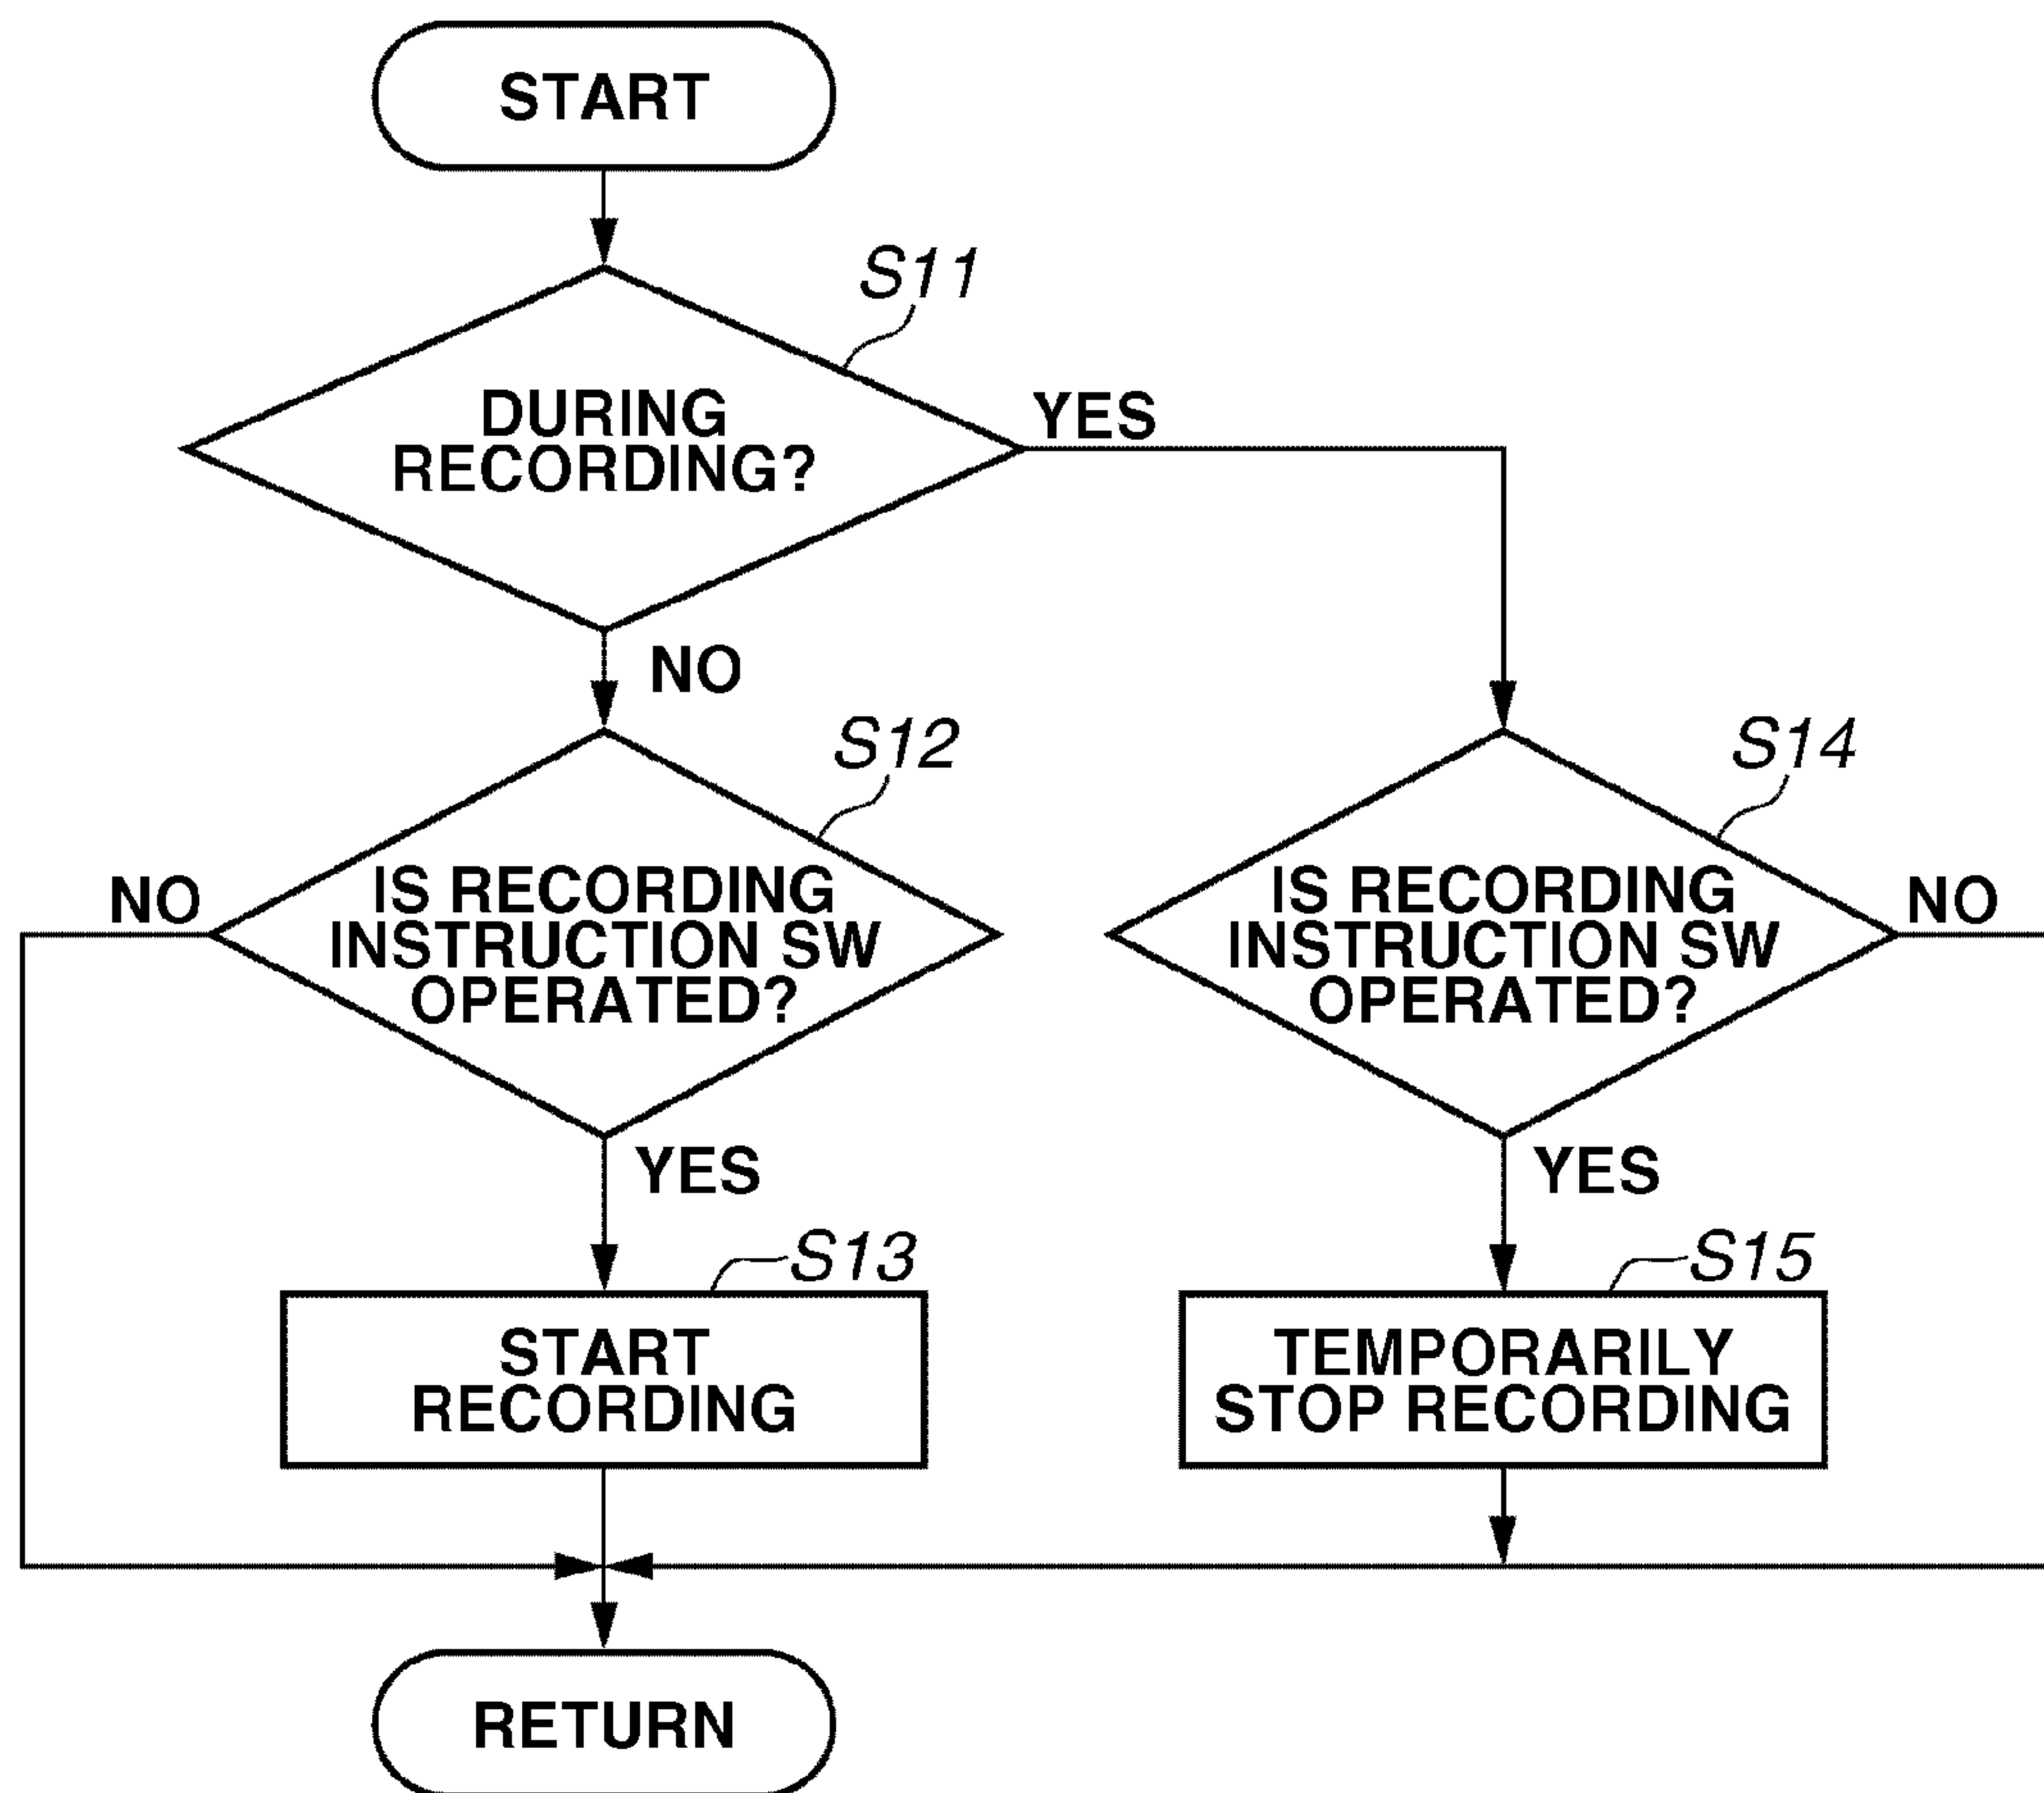 START
S11
DURING
RECORDING?
YES
NO
S12
IS RECORDING
INSTRUCTION SW
OPERATED?
NO
YES
S14
IS RECORDING
INSTRUCTION SW
OPERATED?
NO
YES
S13
START
RECORDING
S15
TEMPORARILY
STOP RECORDING
RETURN